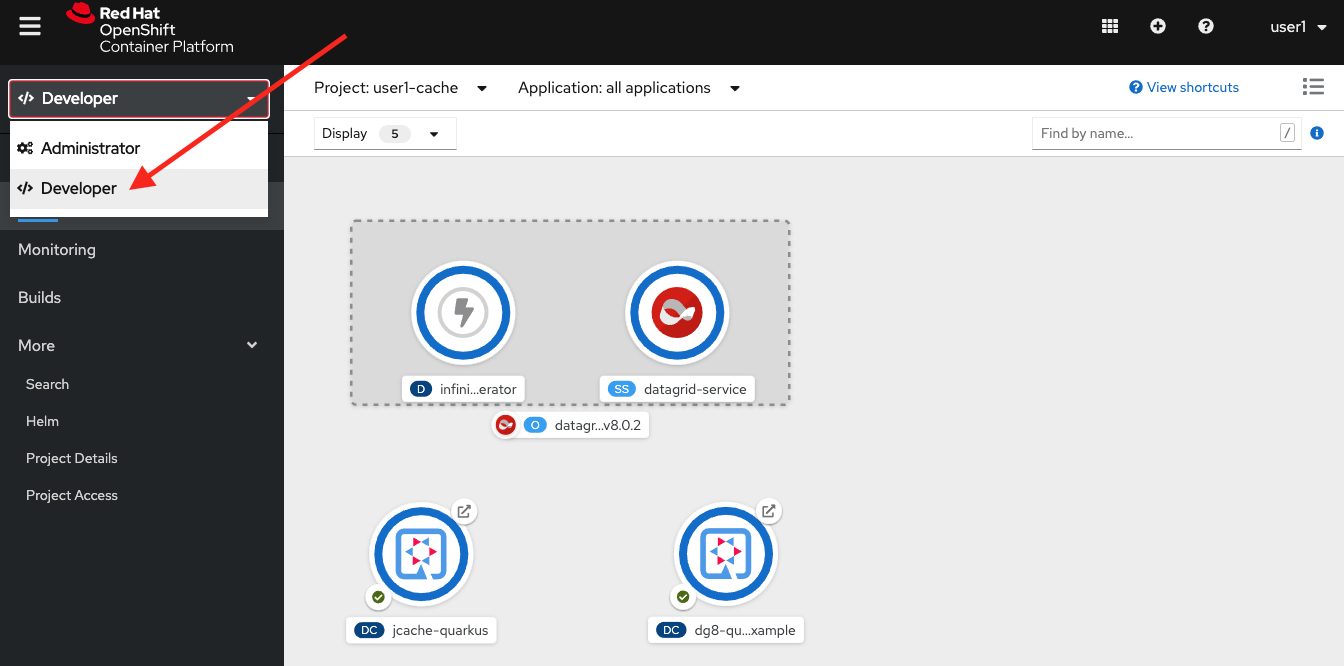 Red Hat
OpenShift
Container Platform
user1
Developer
Administrator
Developer
Monitoring
Builds
More
Search
Helm
Project Details
Project Access
Project: user1-cache
Application: all applications
View shortcuts
Display 5
Find by name... /
D infini...erator
SS datagrid-service
O datagr...v8.0.2
DC jcache-quarkus
DC dg8-qu...xample